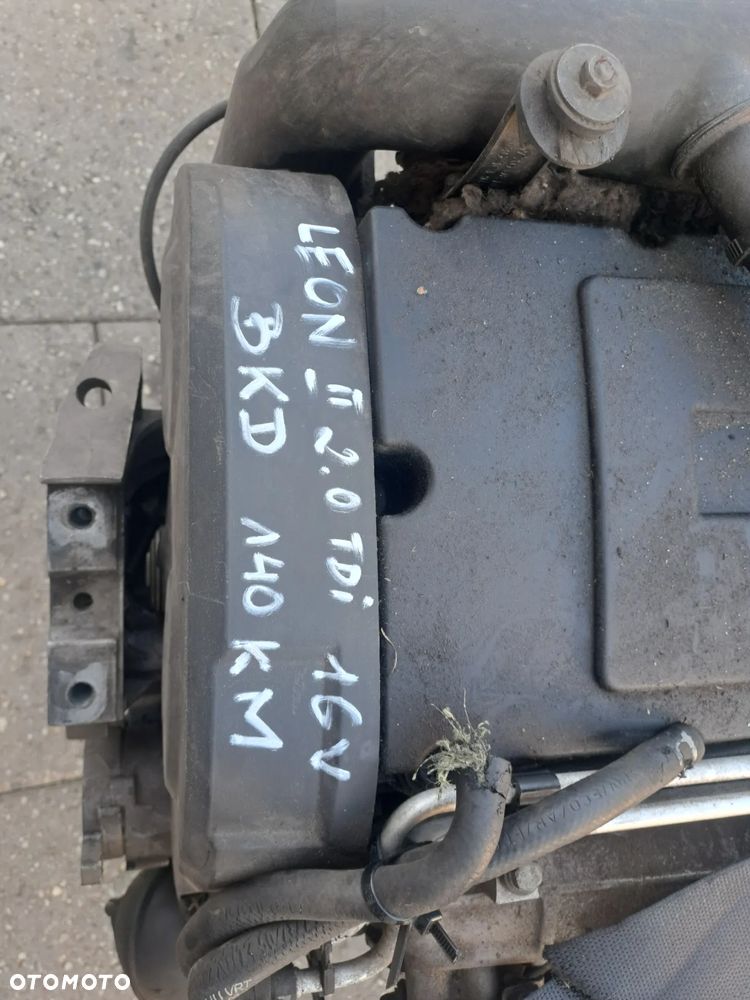 LEON II 2.0 TDi 16V
BKD 140 KM
OTOMOTO